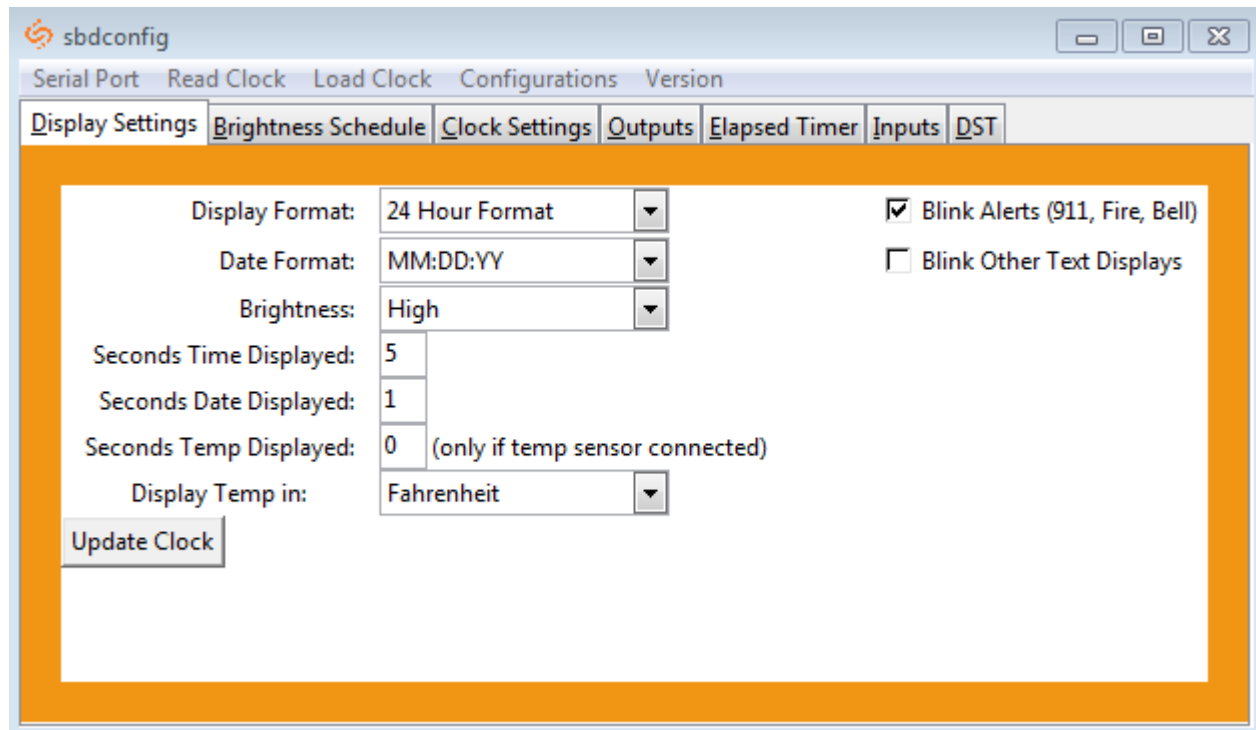 sbdconfig
Serial Port Read Clock Load Clock Configurations Version
Display Settings Brightness Schedule Clock Settings Outputs Elapsed Timer Inputs DST
Display Format: 24 Hour Format Blink Alerts (911, Fire, Bell)
Date Format: MM:DD:YY Blink Other Text Displays
Brightness: High
Seconds Time Displayed: 5
Seconds Date Displayed: 1
Seconds Temp Displayed: 0 (only if temp sensor connected)
Display Temp in: Fahrenheit
Update Clock